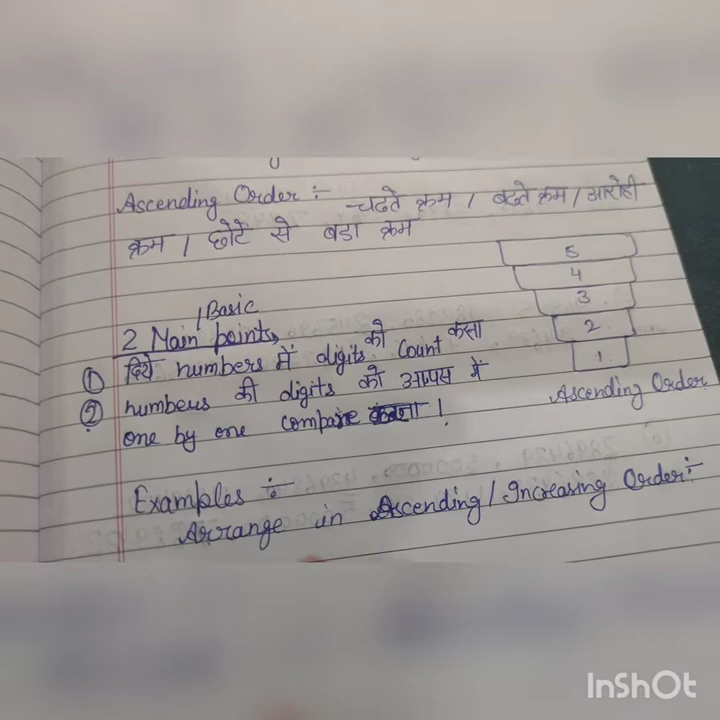 Ascending Order :- चढते क्रम / बढते क्रम / आरोही
क्रम / छोटे से बडा क्रम
5
4
3
2
1
Ascending Order
/Basic
2 Main points,
① दिये numbers में digits को count करना
② numbers की digits को आपस में
one by one compare करना !
Examples :-
Arrange in Ascending / Increasing Order :-
InShOt